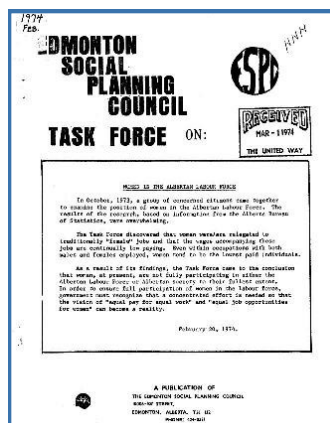 1974
FEB.
HNH
EDMONTON
SOCIAL
PLANNING
COUNCIL
ESPC
TASK FORCE ON:
RECEIVED
MAR -1 1974
THE UNITED WAY
WOMEN IN THE ALBERTAN LABOUR FORCE
In October, 1973, a group of concerned citizens came together
to examine the position of women in the Albertan Labour Force. The
results of the research, based on information from the Alberta Bureau
of Statistics, were overwhelming.
The Task Force discovered that women were relegated to
traditionally "female" jobs and that the wages accompanying these
jobs are continually low paying. Even within occupations with both
males and females employed, women tend to be the lowest paid individuals.
As a result of its findings, the Task Force came to the conclusion
that women, at present, are not fully participating in either the
Albertan Labour Force or Albertan society to their fullest extent.
In order to ensure full participation of women in the labour force,
government must recognize that a concentrated effort is needed so that
the vision of "equal pay for equal work" and "equal job opportunities
for women" can become a reality.
February 28, 1974.
A PUBLICATION OF
THE EDMONTON SOCIAL PLANNING COUNCIL
STREET,
EDMONTON, ALBERTA,
PHONE: